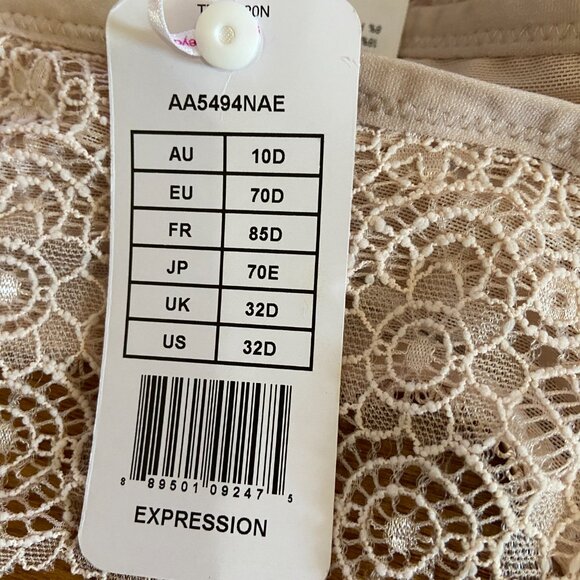 AA5494NAE
AU 10D
EU 70D
FR 85D
JP 70E
UK 32D
US 32D
8 89501 09247 5
EXPRESSION